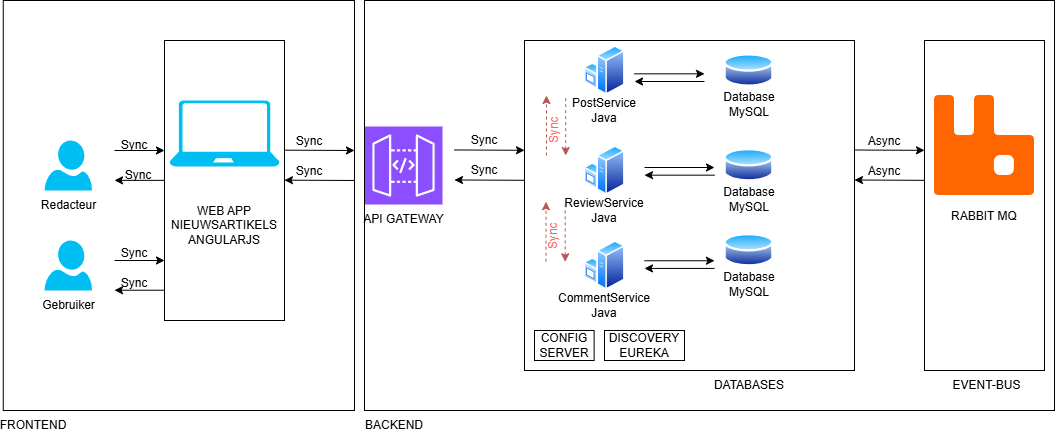 Sync
Sync
Redacteur
Sync
Sync
Gebruiker
WEB APP
NIEUWSARTIKELS
ANGULARJS
Sync
Sync
API GATEWAY
Sync
Sync
PostService
Java
Database
MySQL
Sync
ReviewService
Java
Database
MySQL
Sync
CommentService
Java
Database
MySQL
CONFIG
SERVER
DISCOVERY
EUREKA
DATABASES
Async
Async
RABBIT MQ
EVENT-BUS
FRONTEND
BACKEND